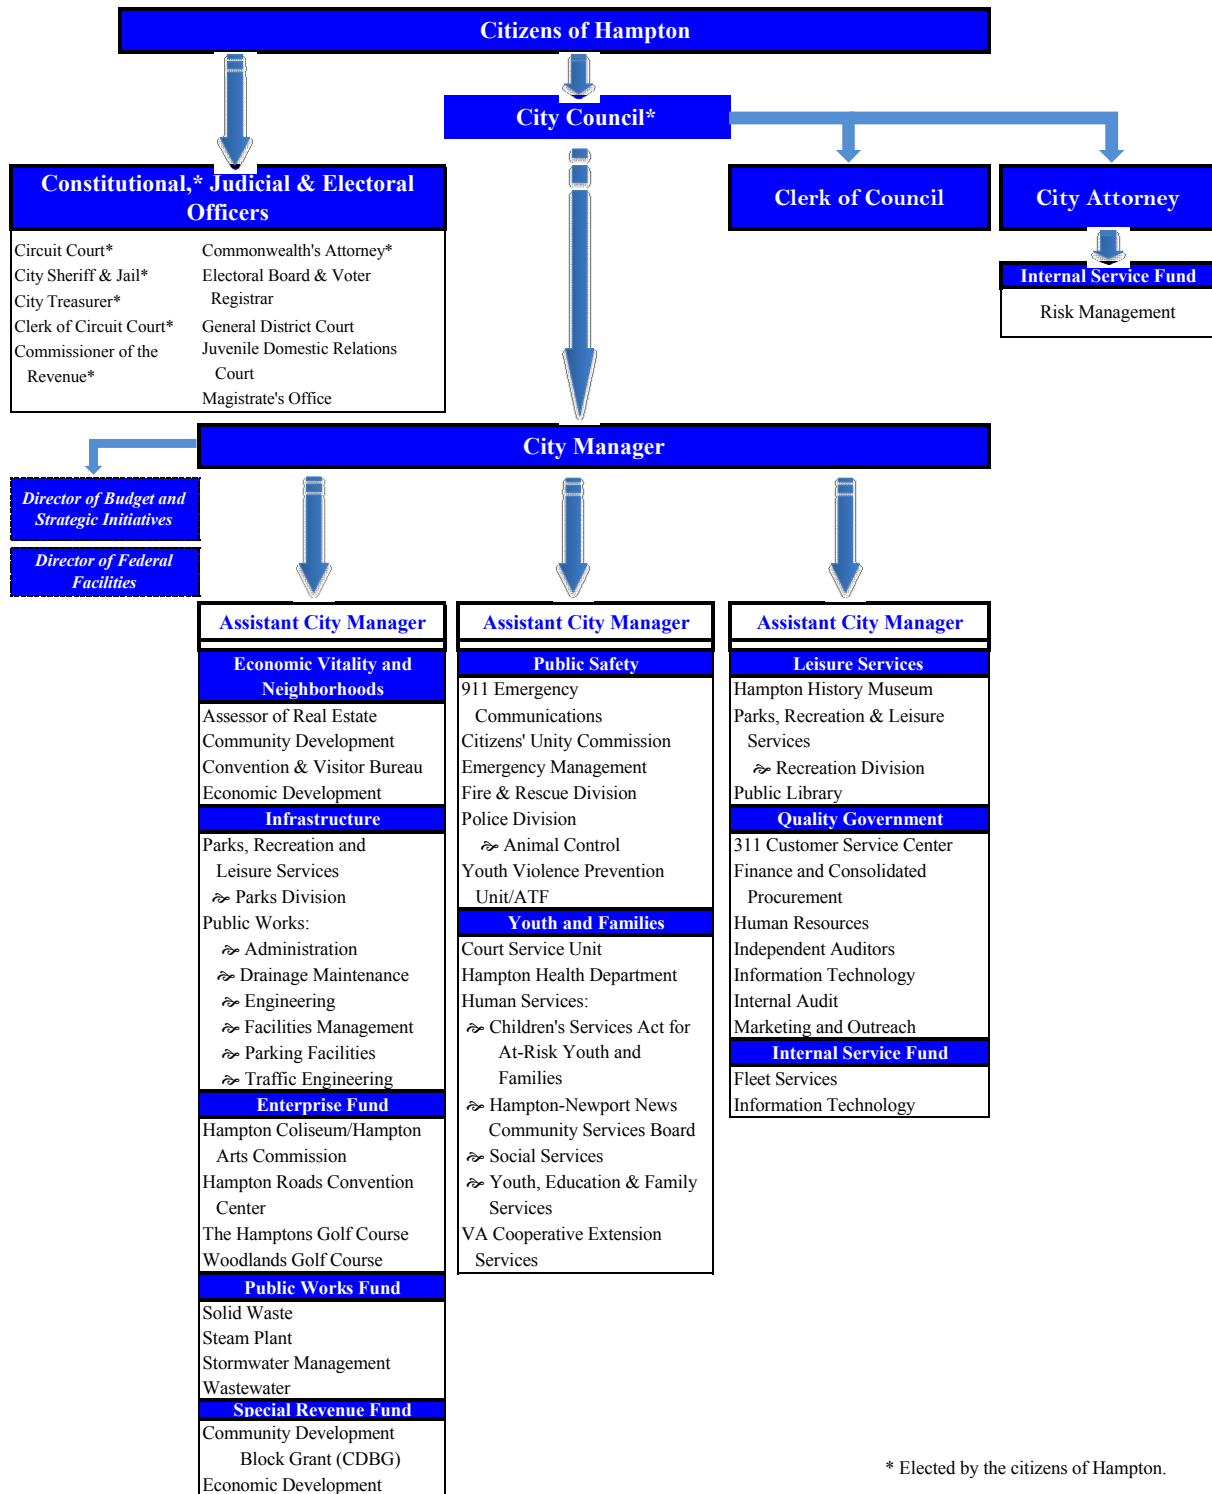 Citizens of Hampton
City Council*
Constitutional,* Judicial & Electoral
Officers
Clerk of Council
City Attorney
Circuit Court*
City Sheriff & Jail*
City Treasurer*
Clerk of Circuit Court*
Commissioner of the
Revenue*
Commonwealth's Attorney*
Electoral Board & Voter
Registrar
General District Court
Juvenile Domestic Relations
Court
Magistrate's Office
Internal Service Fund
Risk Management
City Manager
Director of Budget and
Strategic Initiatives
Director of Federal
Facilities
Assistant City Manager
Economic Vitality and
Neighborhoods
Assessor of Real Estate
Community Development
Convention & Visitor Bureau
Economic Development
Infrastructure
Parks, Recreation and
Leisure Services
Parks Division
Public Works:
Administration
Drainage Maintenance
Engineering
Facilities Management
Parking Facilities
Traffic Engineering
Enterprise Fund
Hampton Coliseum/Hampton
Arts Commission
Hampton Roads Convention
Center
The Hamptons Golf Course
Woodlands Golf Course
Public Works Fund
Solid Waste
Steam Plant
Stormwater Management
Wastewater
Special Revenue Fund
Community Development
Block Grant (CDBG)
Economic Development
Assistant City Manager
Public Safety
911 Emergency
Communications
Citizens' Unity Commission
Emergency Management
Fire & Rescue Division
Police Division
Animal Control
Youth Violence Prevention
Unit/ATF
Youth and Families
Court Service Unit
Hampton Health Department
Human Services:
Children's Services Act for
At-Risk Youth and
Families
Hampton-Newport News
Community Services Board
Social Services
Youth, Education & Family
Services
VA Cooperative Extension
Services
Assistant City Manager
Leisure Services
Hampton History Museum
Parks, Recreation & Leisure
Services
Recreation Division
Public Library
Quality Government
311 Customer Service Center
Finance and Consolidated
Procurement
Human Resources
Independent Auditors
Information Technology
Internal Audit
Marketing and Outreach
Internal Service Fund
Fleet Services
Information Technology
* Elected by the citizens of Hampton.